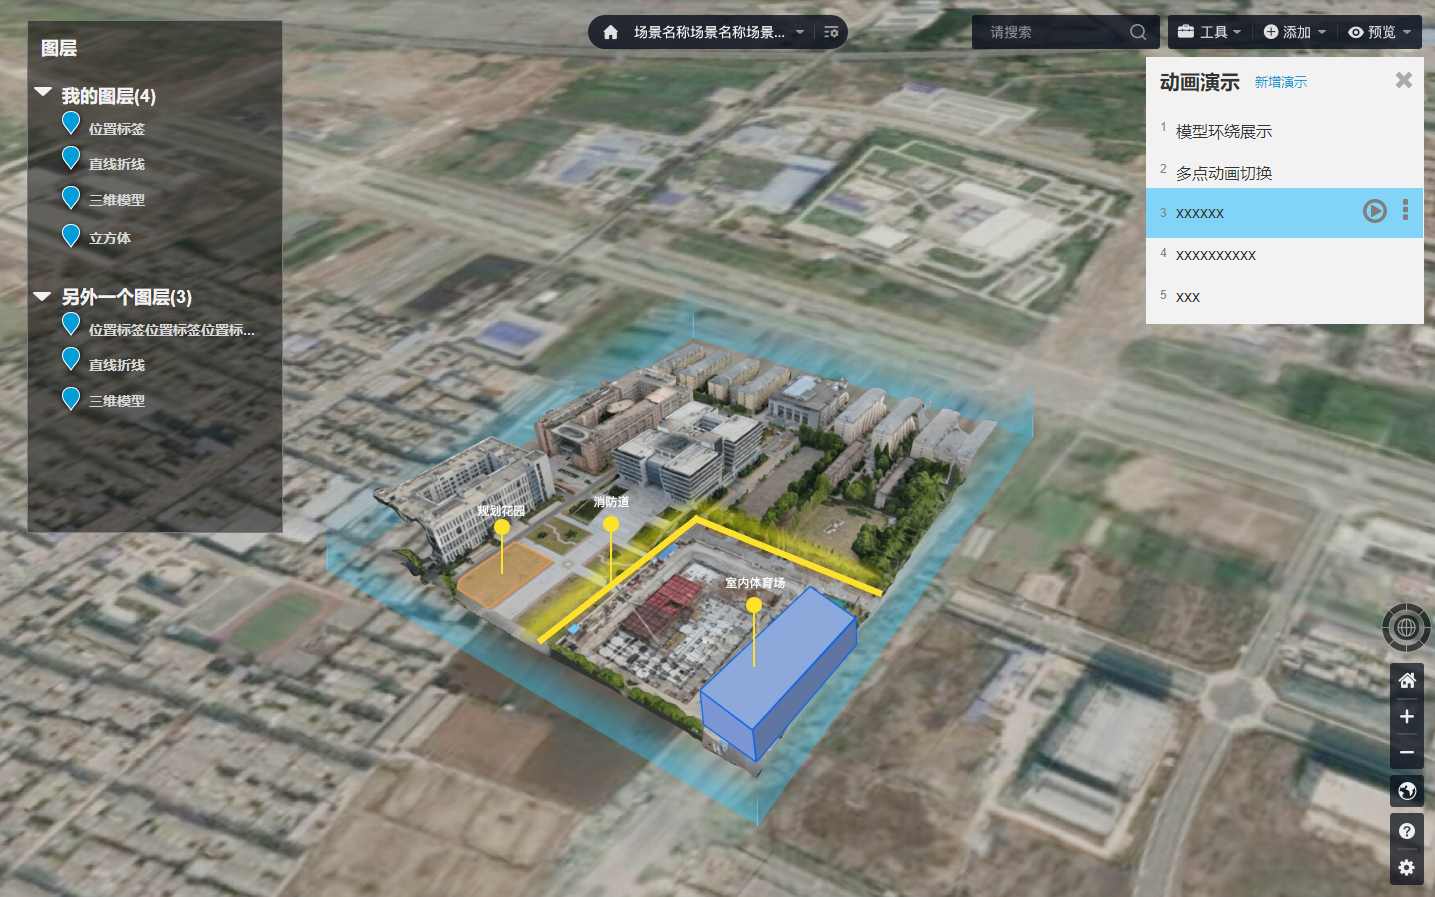 图层
我的图层(4)
位置标签
直线折线
三维模型
立方体
另外一个图层(3)
位置标签位置标签位置标...
直线折线
三维模型
场景名称场景名称场景...
请搜索
工具
添加
预览
动画演示 新增演示
1 模型环绕展示
2 多点动画切换
3 xxxxxx
4 xxxxxxxxxx
5 xxx
规划花园
消防道
室内体育场